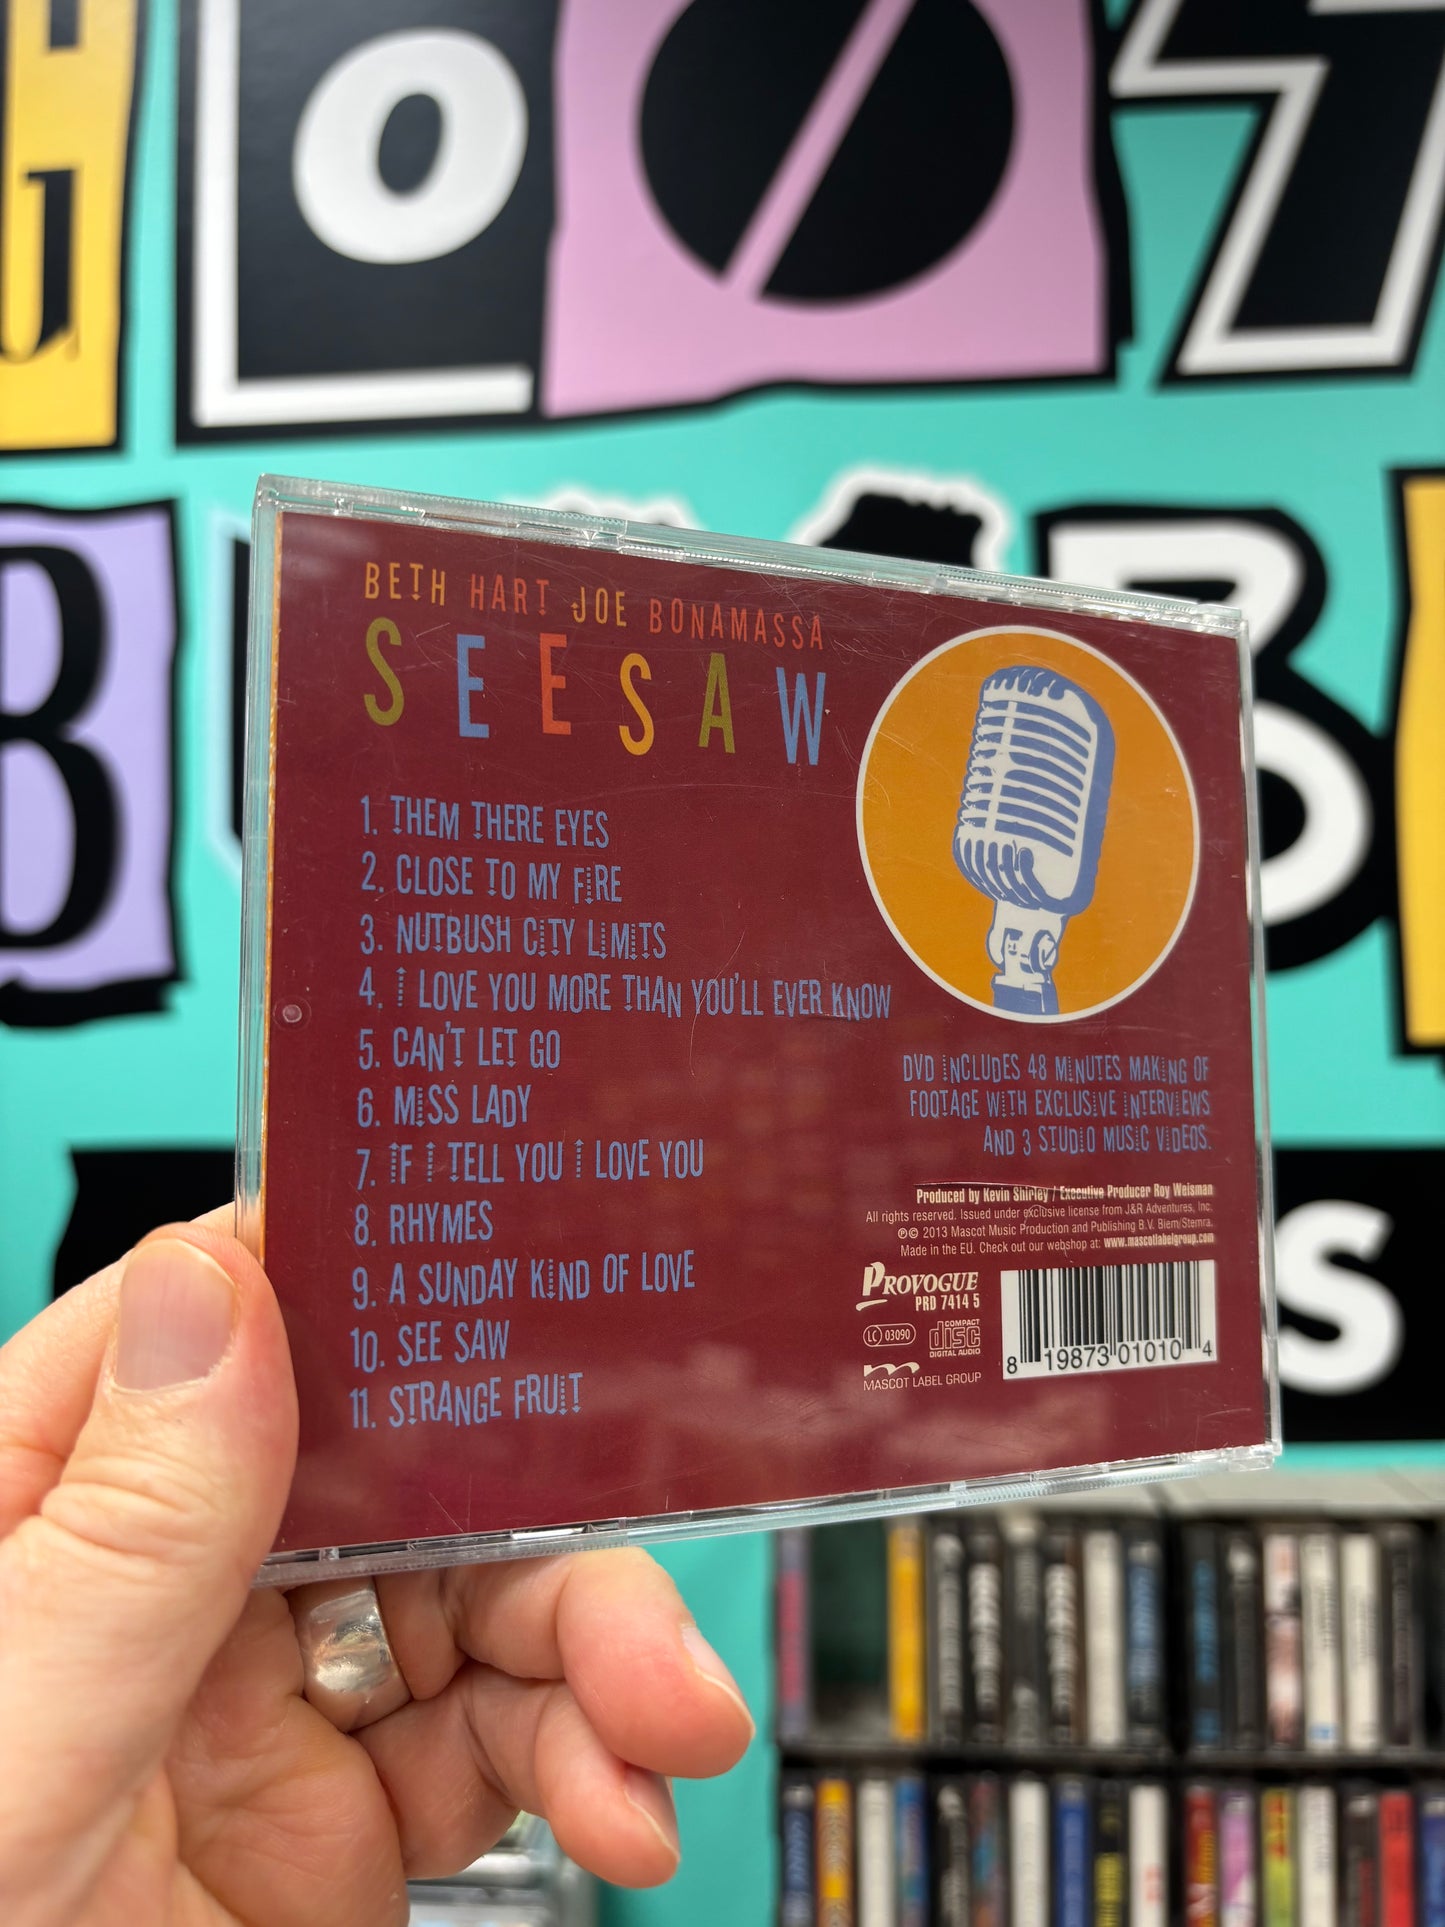 BETH HART JOE BONAMASSA
SEESAW
1. THEM THERE EYES
2. CLOSE TO MY FIRE
3. NUTBUSH CITY LIMITS
4. I LOVE YOU MORE THAN YOU'LL EVER KNOW
5. CAN'T LET GO
6. MISS LADY
7. IF I TELL YOU I LOVE YOU
8. RHYMES
9. A SUNDAY KIND OF LOVE
10. SEE SAW
11. STRANGE FRUIT
DVD INCLUDES 48 MINUTES MAKING OF
FOOTAGE WITH EXCLUSIVE INTERVIEWS
AND 3 STUDIO MUSIC VIDEOS.
Produced by Kevin Shirley / Executive Producer Roy Weisman
All rights reserved. Issued under exclusive license from J&R Adventures, Inc.
℗© 2013 Mascot Music Production and Publishing B.V. Biem/Stemra.
Made in the EU. Check out our webshop at: www.mascotlabelgroup.com
PROVOGUE
PRD 7414 5
LC 03090
COMPACT
disc
DIGITAL AUDIO
MASCOT LABEL GROUP
8 19873 01010 4